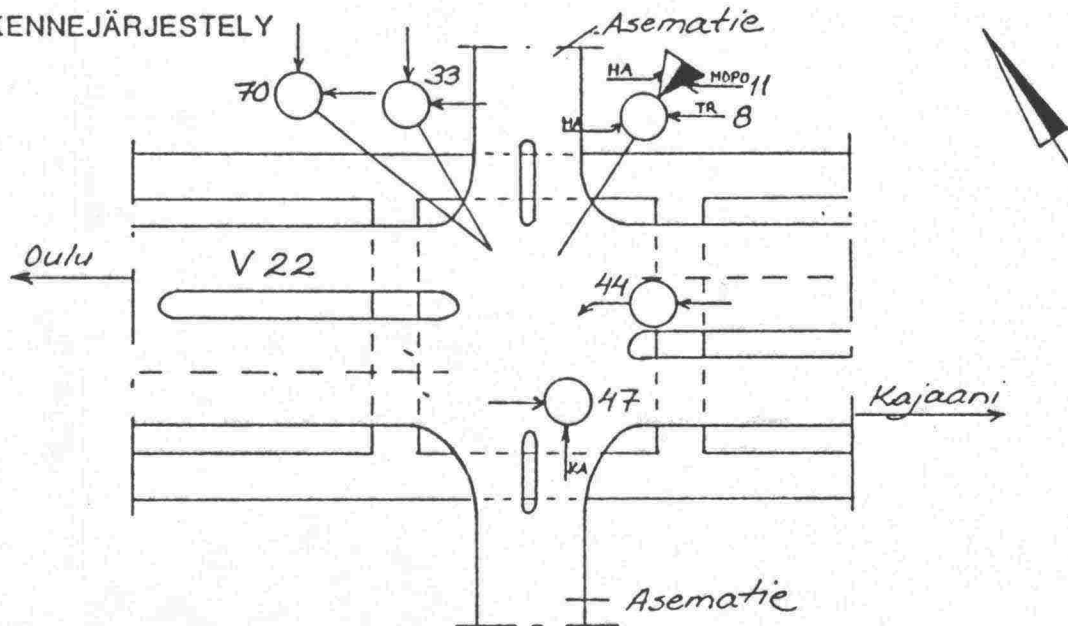 KENNEJÄRJESTELY
Asematie
70
33
HA
MOPO 11
HA
TR 8
Oulu
V 22
44
47
Kajaani
KA
Asematie